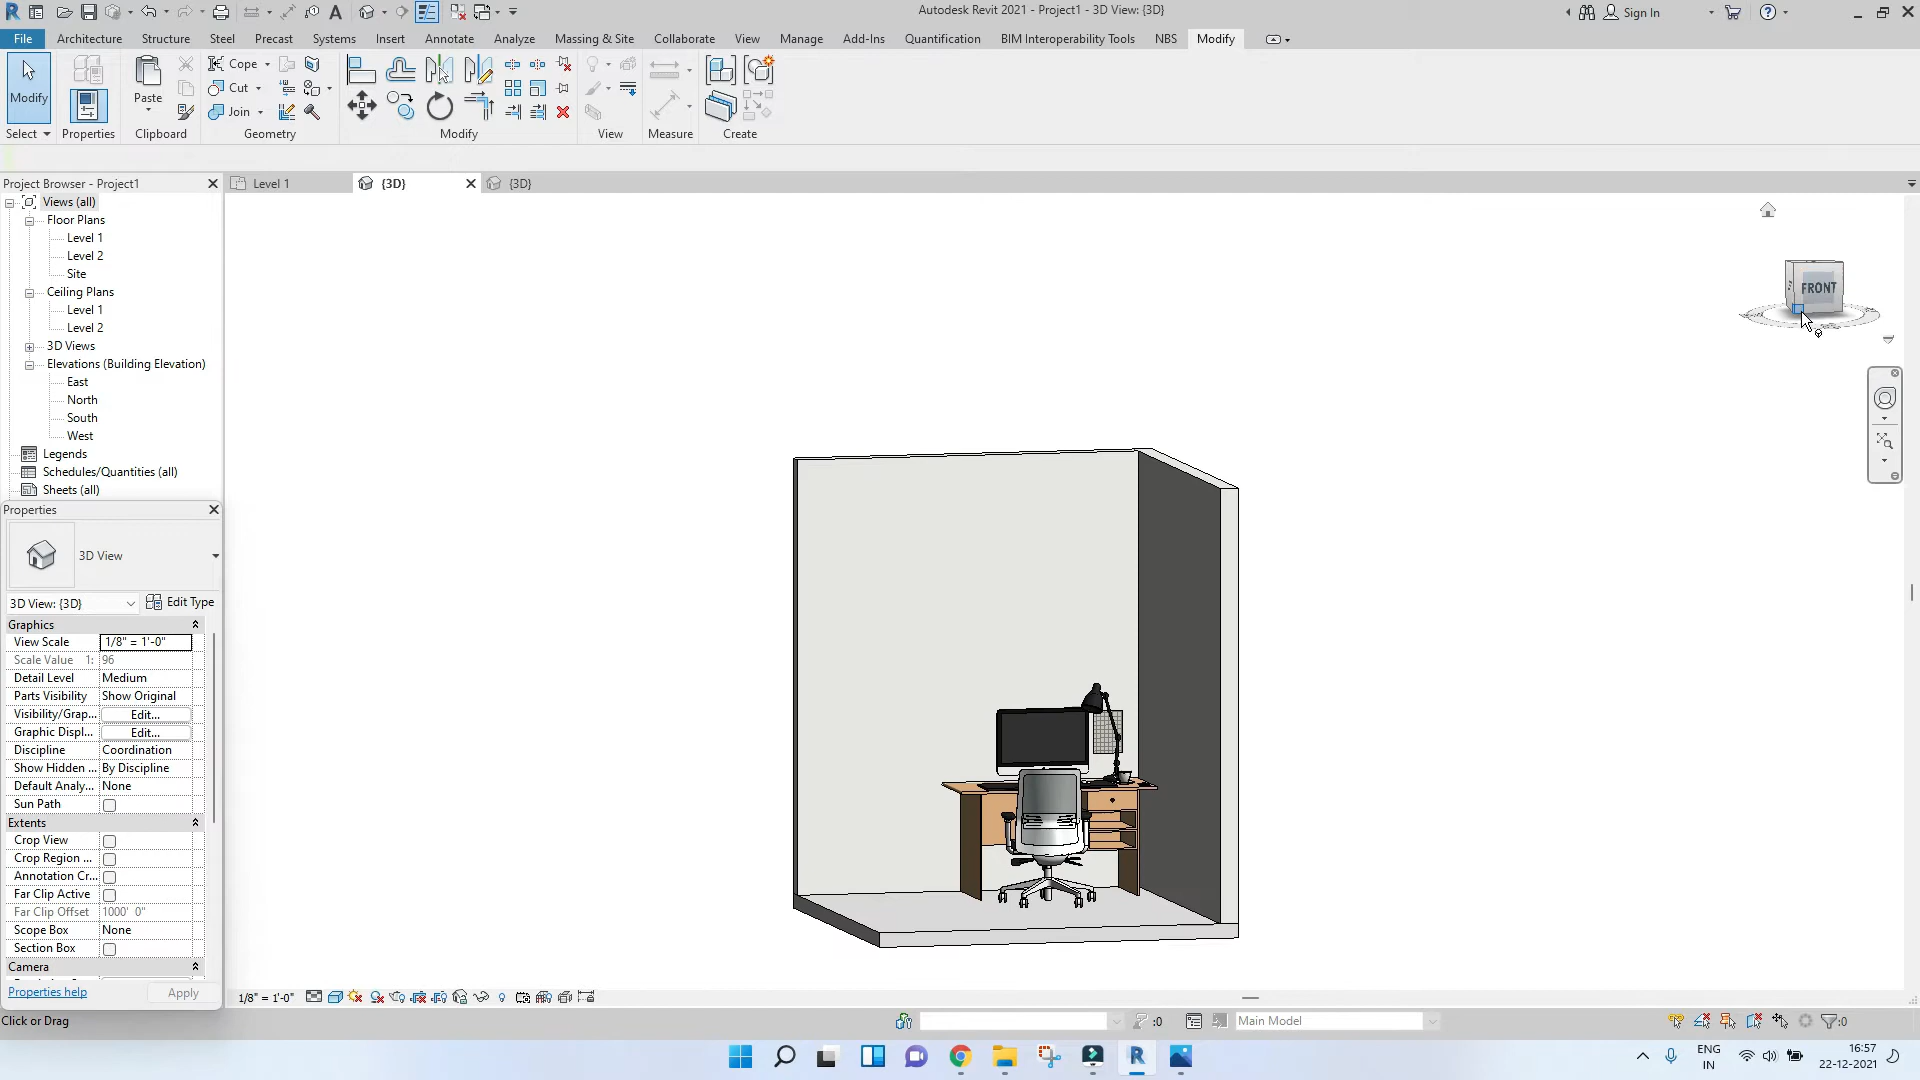 Autodesk Revit 2021 - Project1 - 3D View: {3D}
Sign In
File Architecture Structure Steel Precast Systems Insert Annotate Analyze Massing & Site Collaborate View Manage Add-Ins Quantification BIM Interoperability Tools NBS Modify
Modify
Paste
Cope
Cut
Join
Select Properties Clipboard Geometry Modify View Measure Create
Project Browser - Project1
Level 1
{3D}
{3D}
Views (all)
Floor Plans
Level 1
Level 2
Site
Ceiling Plans
Level 1
Level 2
3D Views
Elevations (Building Elevation)
East
North
South
West
Legends
Schedules/Quantities (all)
Sheets (all)
FRONT
Properties
3D View
3D View: {3D}
Edit Type
Graphics
View Scale 1/8" = 1'-0"
Scale Value 1: 96
Detail Level Medium
Parts Visibility Show Original
Visibility/Grap... Edit...
Graphic Displ... Edit...
Discipline Coordination
Show Hidden ... By Discipline
Default Analy... None
Sun Path
Extents
Crop View
Crop Region ...
Annotation Cr...
Far Clip Active
Far Clip Offset 1000' 0"
Scope Box None
Section Box
Camera
Properties help
Apply
1/8" = 1'-0"
Click or Drag
:0
Main Model
:0
ENG
IN
16:57
22-12-2021